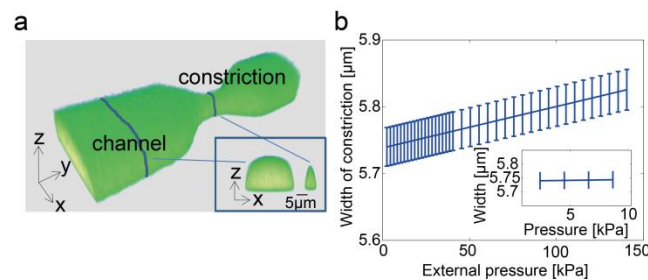 a
constriction
channel
z
y
x
z
x
5μm
b
5.9
5.8
5.7
5.6
Width of constriction [μm]
0
50
100
150
External pressure [kPa]
Width [μm]
5.8
5.75
5.7
5
10
Pressure [kPa]